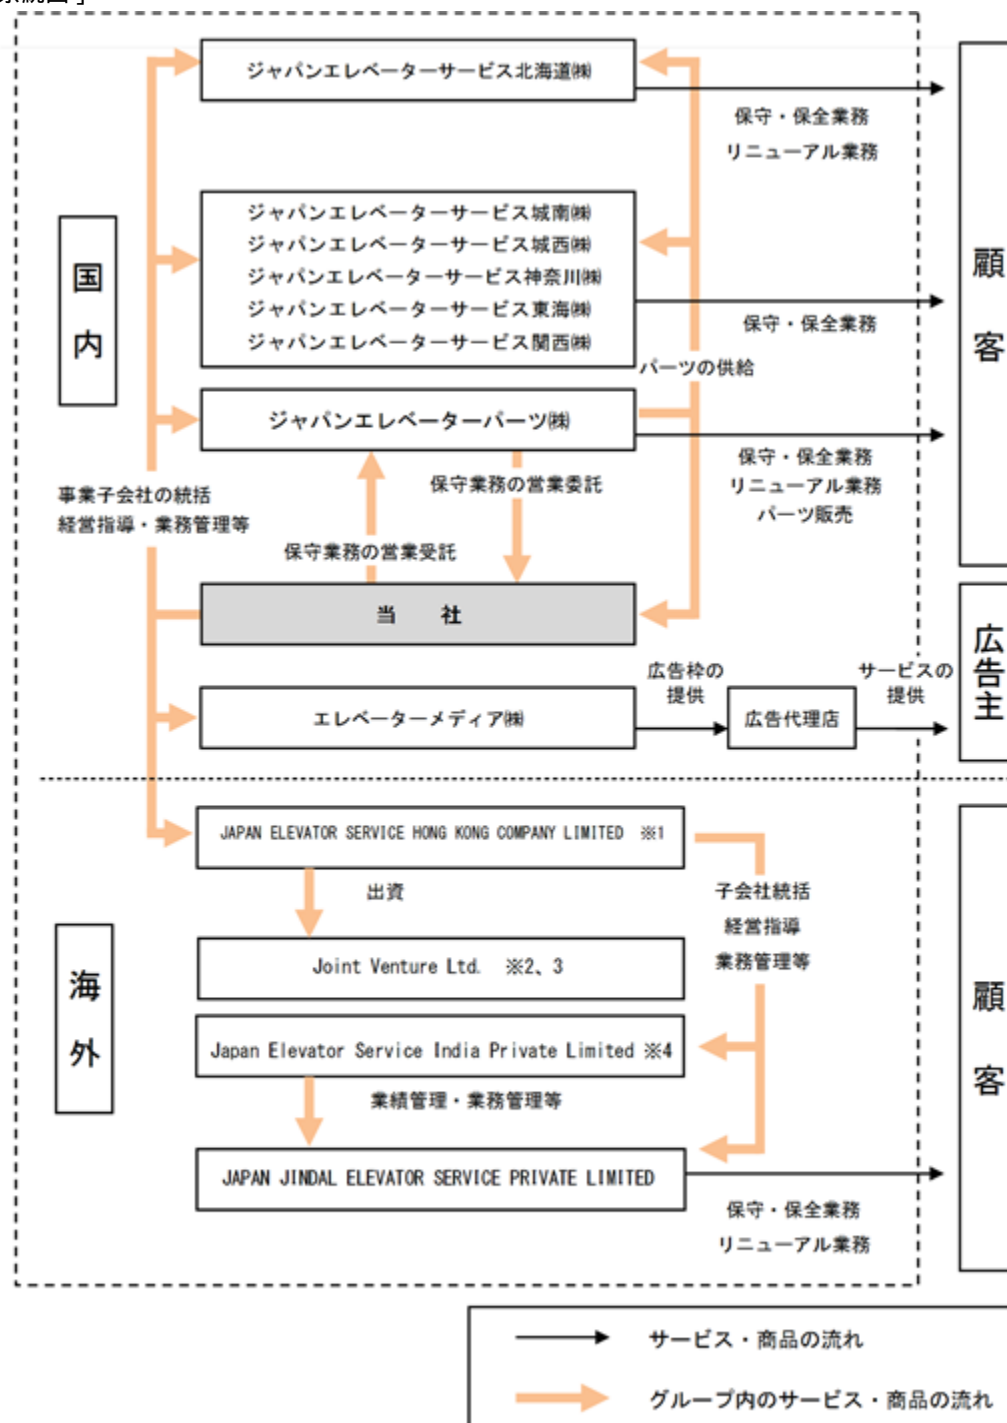 系統図]
ジャパンエレベーターサービス北海道㈱
保守・保全業務
リニューアル業務
国内
ジャパンエレベーターサービス城南㈱
ジャパンエレベーターサービス城西㈱
ジャパンエレベーターサービス神奈川㈱
ジャパンエレベーターサービス東海㈱
ジャパンエレベーターサービス関西㈱
顧客
保守・保全業務
パーツの供給
ジャパンエレベーターパーツ㈱
保守・保全業務
リニューアル業務
パーツ販売
事業子会社の統括
経営指導・業務管理等
保守業務の営業委託
保守業務の営業受託
当 社
広告主
広告枠の
提供
サービスの
提供
エレベーターメディア㈱
広告代理店
JAPAN ELEVATOR SERVICE HONG KONG COMPANY LIMITED ※1
出資
子会社統括
経営指導
業務管理等
海外
Joint Venture Ltd. ※2、3
顧客
Japan Elevator Service India Private Limited ※4
業績管理・業務管理等
JAPAN JINDAL ELEVATOR SERVICE PRIVATE LIMITED
保守・保全業務
リニューアル業務
サービス・商品の流れ
グループ内のサービス・商品の流れ